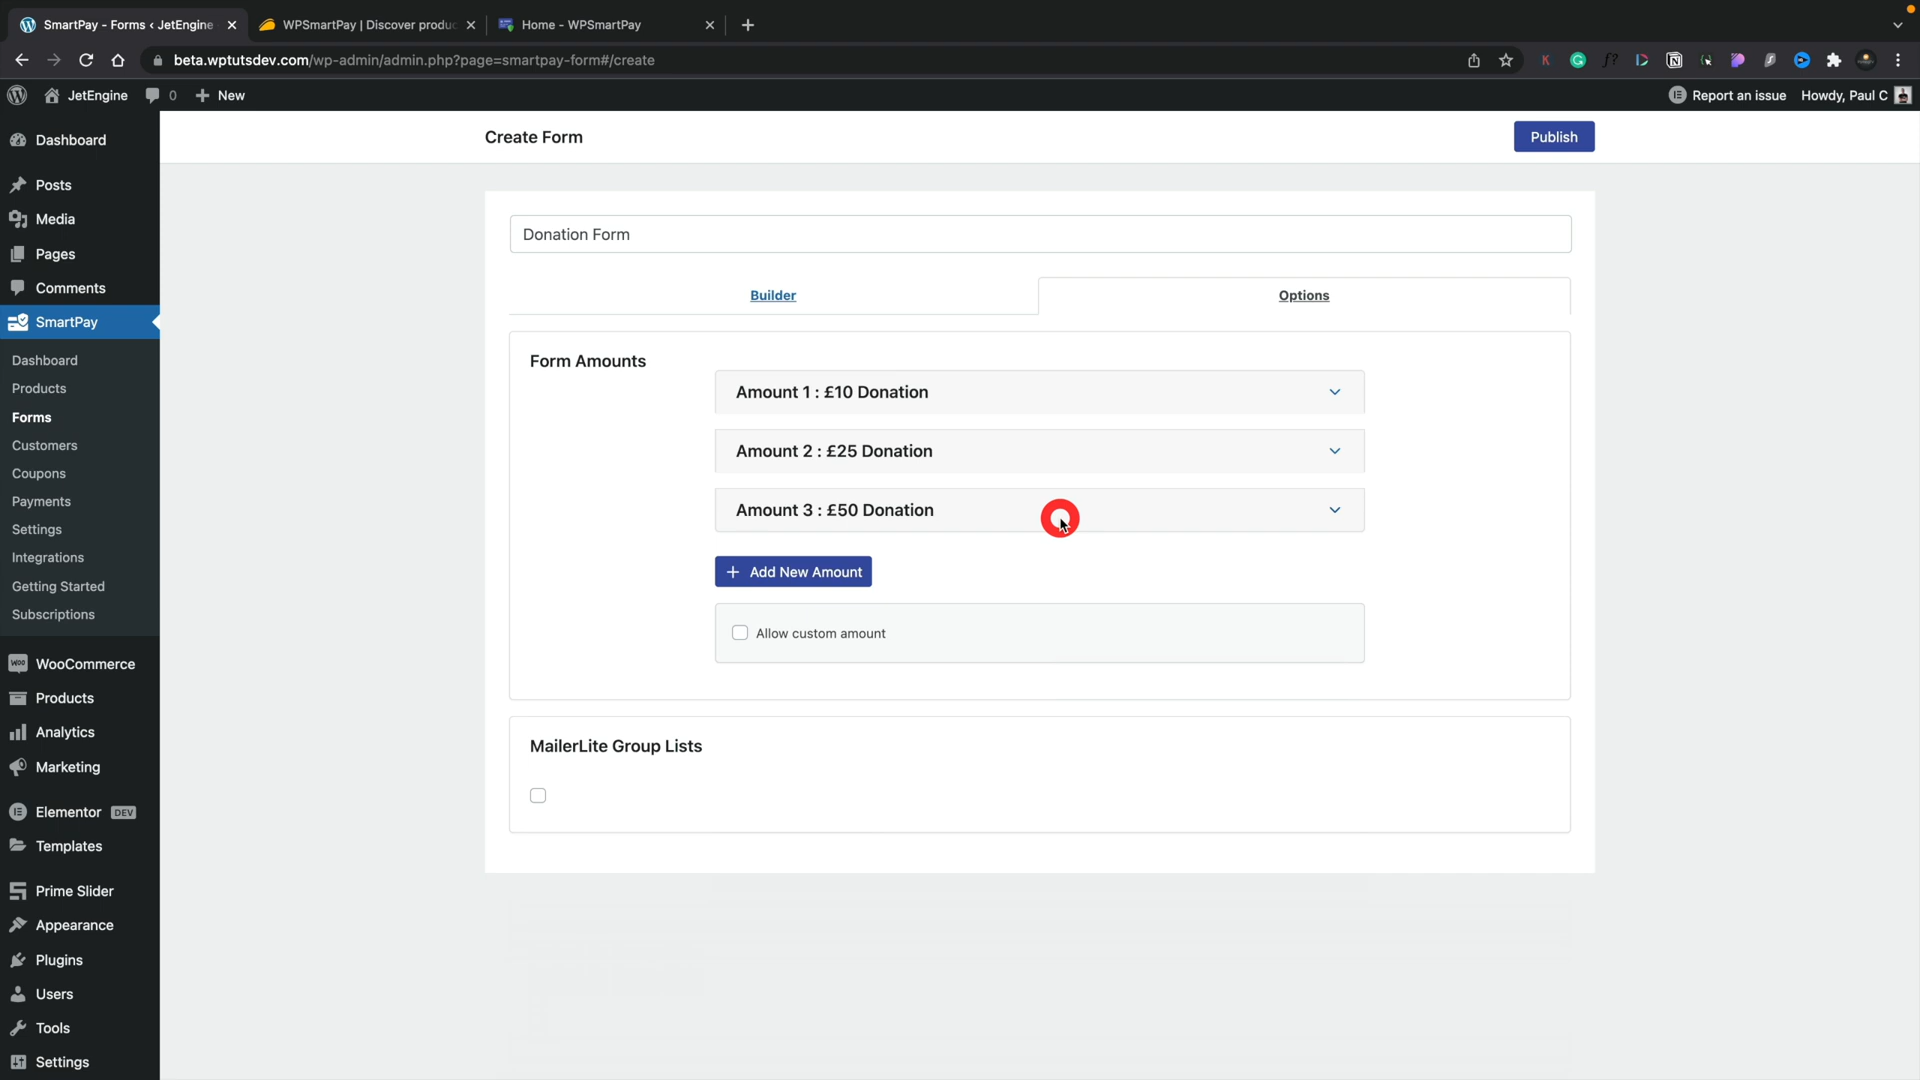 SmartPay - Forms ‹ JetEngine
WPSmartPay | Discover produc
Home - WPSmartPay
beta.wptutsdev.com/wp-admin/admin.php?page=smartpay-form#/create
JetEngine
0
New
Report an issue
Howdy, Paul C
Dashboard
Posts
Media
Pages
Comments
SmartPay
Dashboard
Products
Forms
Customers
Coupons
Payments
Settings
Integrations
Getting Started
Subscriptions
WooCommerce
Products
Analytics
Marketing
Elementor DEV
Templates
Prime Slider
Appearance
Plugins
Users
Tools
Settings
Create Form
Publish
Donation Form
Builder
Options
Form Amounts
Amount 1 : £10 Donation
Amount 2 : £25 Donation
Amount 3 : £50 Donation
Add New Amount
Allow custom amount
MailerLite Group Lists